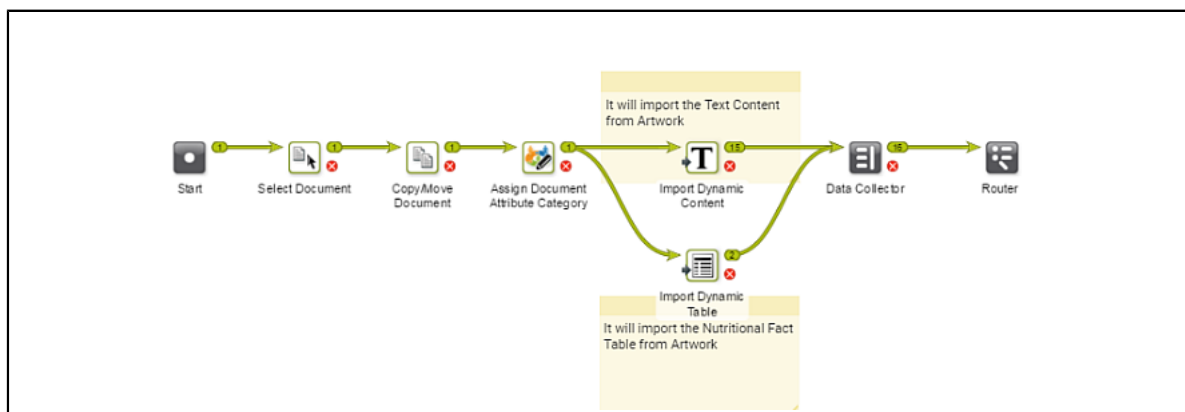 It will import the Text Content
from Artwork
1
1
1
1
15
16
Start
Select Document
Copy/Move
Document
Assign Document
Attribute Category
Import Dynamic
Content
Data Collector
Router
2
Import Dynamic
Table
It will import the Nutritional Fact
Table from Artwork